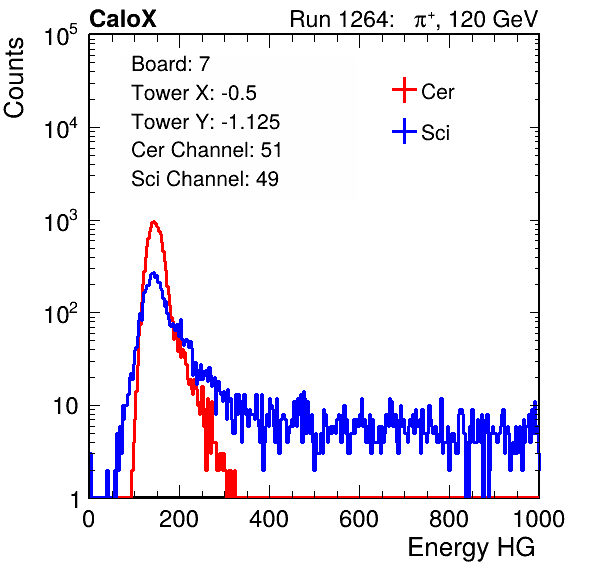 CaloX Run 1264: π⁺, 120 GeV
Counts
Board: 7
Tower X: -0.5
Tower Y: -1.125
Cer Channel: 51
Sci Channel: 49
Cer
Sci
10⁵
10⁴
10³
10²
10
1
0 200 400 600 800 1000
Energy HG